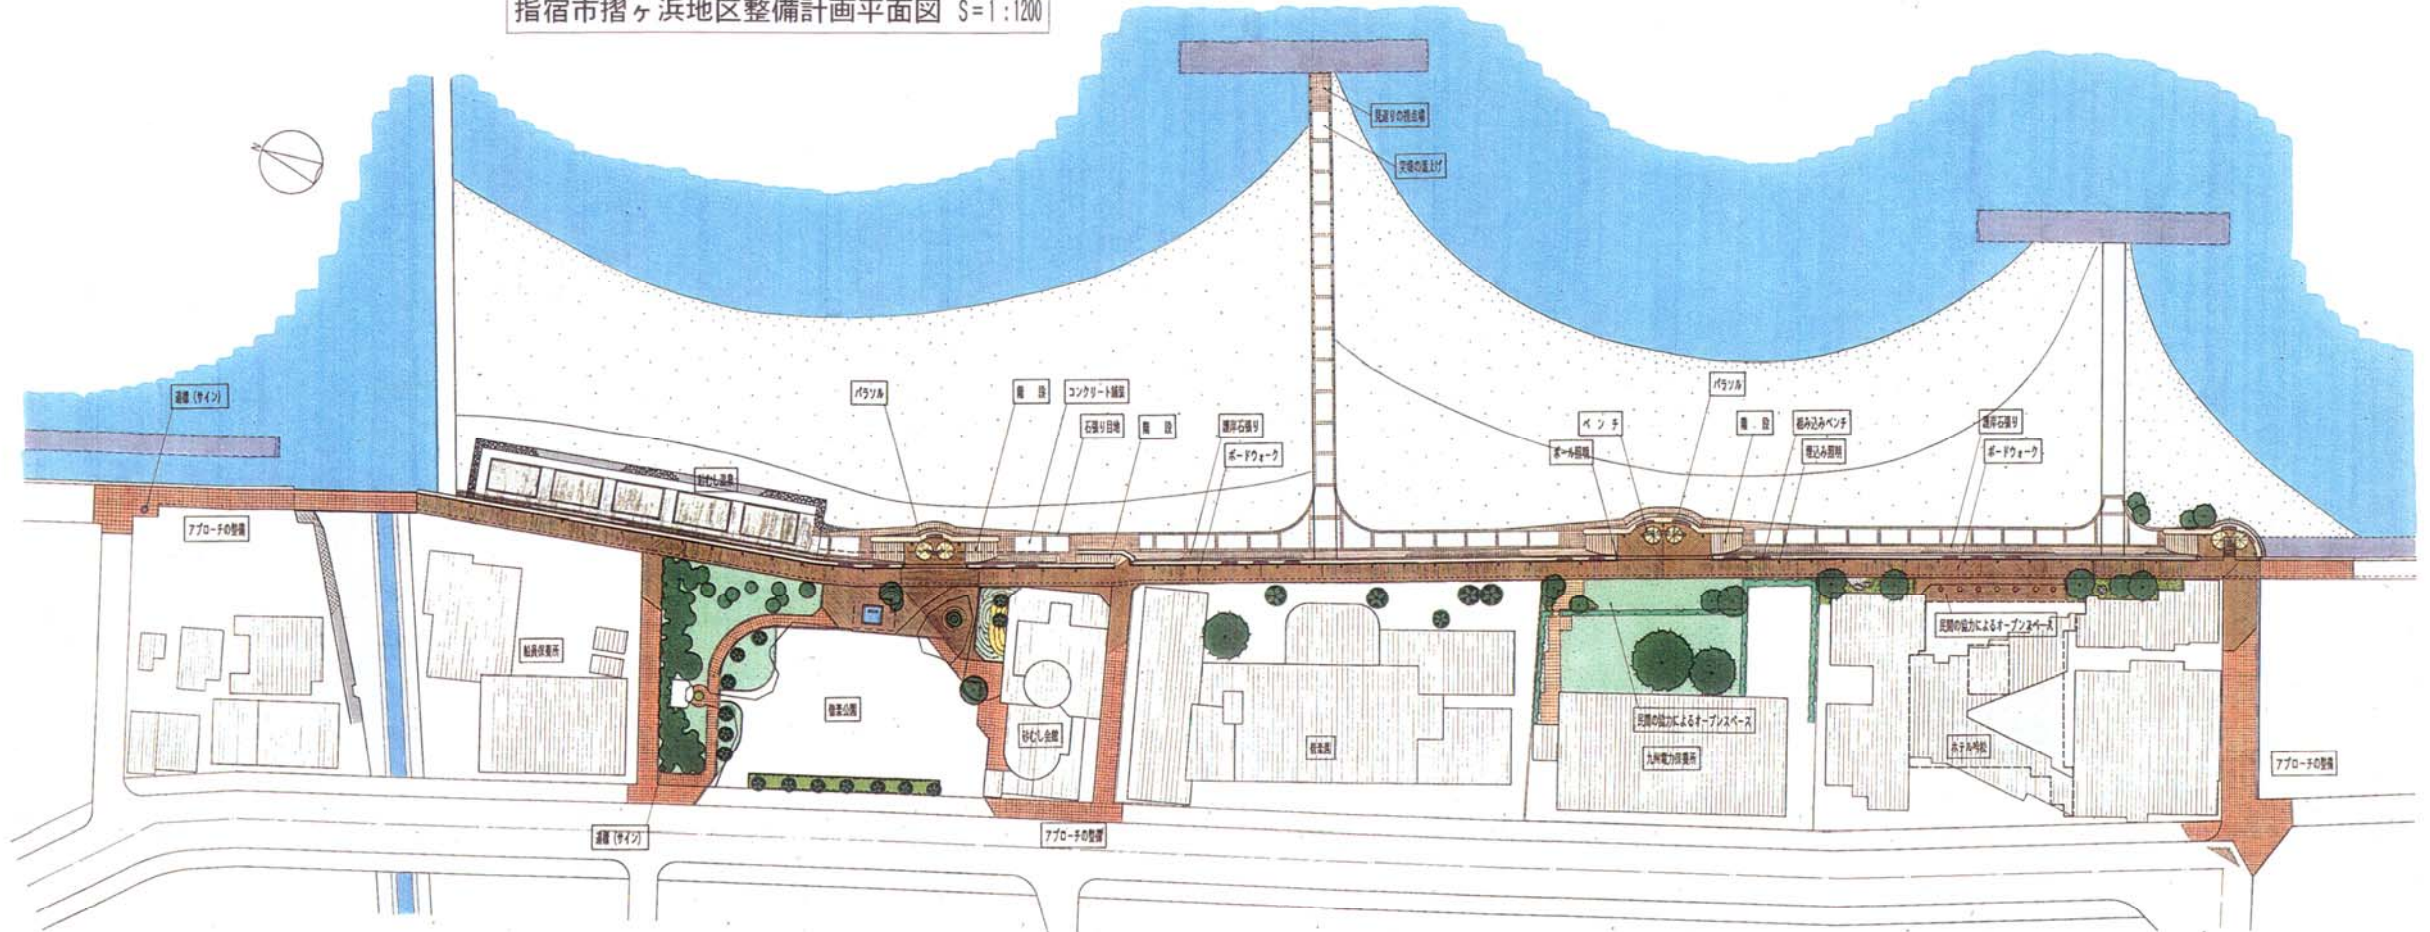 指宿市摺ヶ浜地区整備計画平面図 S=1:1200
N
見返りの視点場
突堤の嵩上げ
道標(サイン)
パラソル
階 段
コンクリート舗装
パラソル
石張り目地
階 段
護岸石張り
ベ ン チ
階 段
組み込みベンチ
護岸石張り
ボードウォーク
ポール照明
埋込み照明
ボードウォーク
砂むし温泉
アプローチの整備
民間の協力によるオープンスペース
船員保養所
砂むし会館
民間の協力によるオープンスペース
九州電力保養所
アプローチの整備
道標(サイン)
アプローチの整備